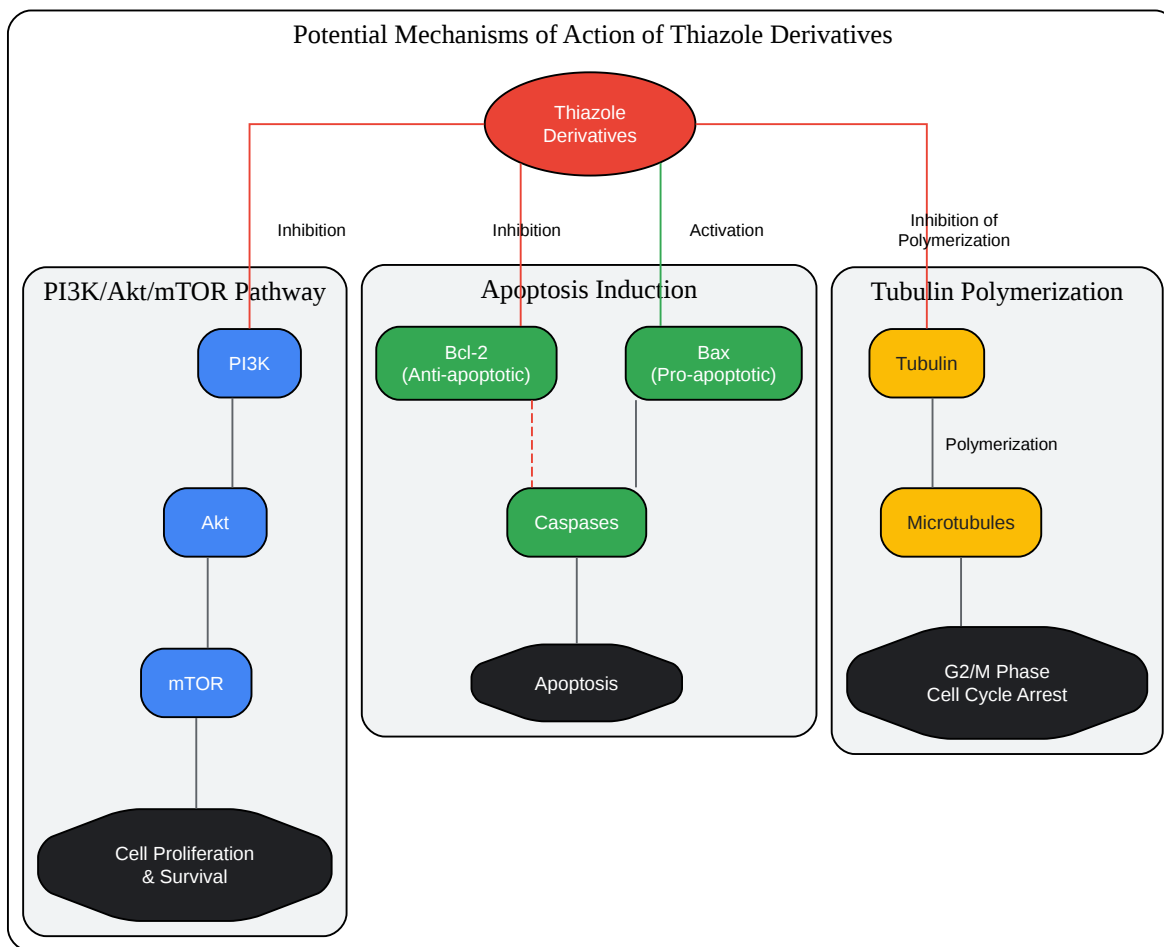 Potential Mechanisms of Action of Thiazole Derivatives
Thiazole
Derivatives
Inhibition
Inhibition
Activation
Inhibition of
Polymerization
PI3K/Akt/mTOR Pathway
PI3K
Akt
mTOR
Cell Proliferation
& Survival
Apoptosis Induction
Bcl-2
(Anti-apoptotic)
Bax
(Pro-apoptotic)
Caspases
Apoptosis
Tubulin Polymerization
Tubulin
Polymerization
Microtubules
G2/M Phase
Cell Cycle Arrest